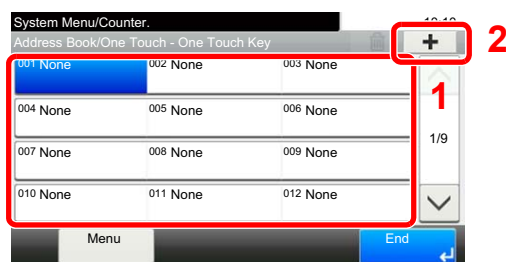 System Menu/Counter.
Address Book/One Touch - One Touch Key
+
2
001 None 002 None 003 None
1
004 None 005 None 006 None
1/9
007 None 008 None 009 None
010 None 011 None 012 None
Menu End